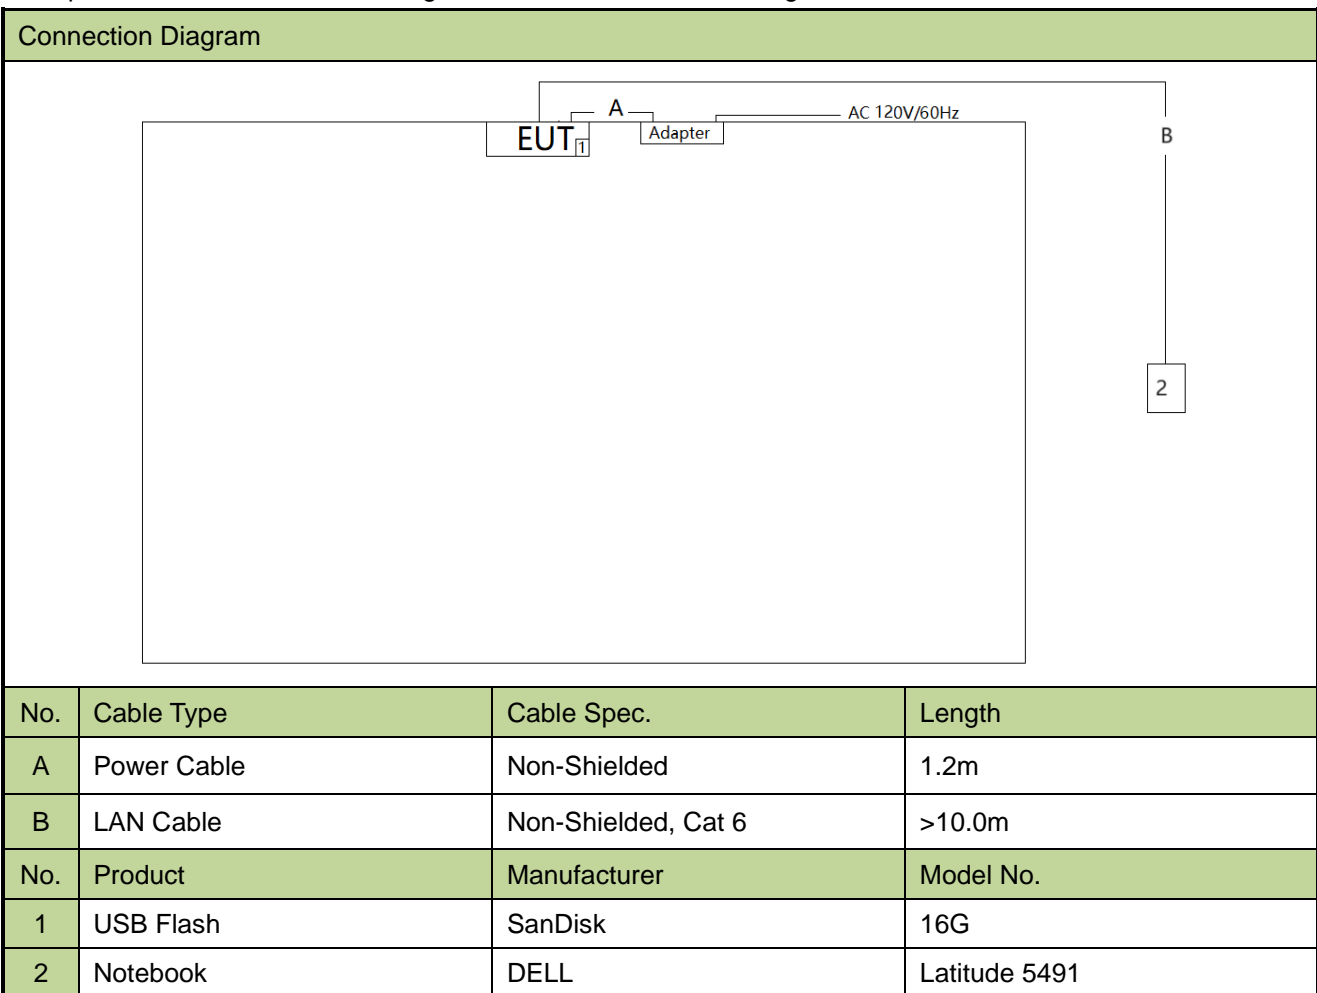 Connection Diagram
A
AC 120V/60Hz
EUT
1
Adapter
B
2
No. Cable Type Cable Spec. Length
A Power Cable Non-Shielded 1.2m
B LAN Cable Non-Shielded, Cat 6 >10.0m
No. Product Manufacturer Model No.
1 USB Flash SanDisk 16G
2 Notebook DELL Latitude 5491